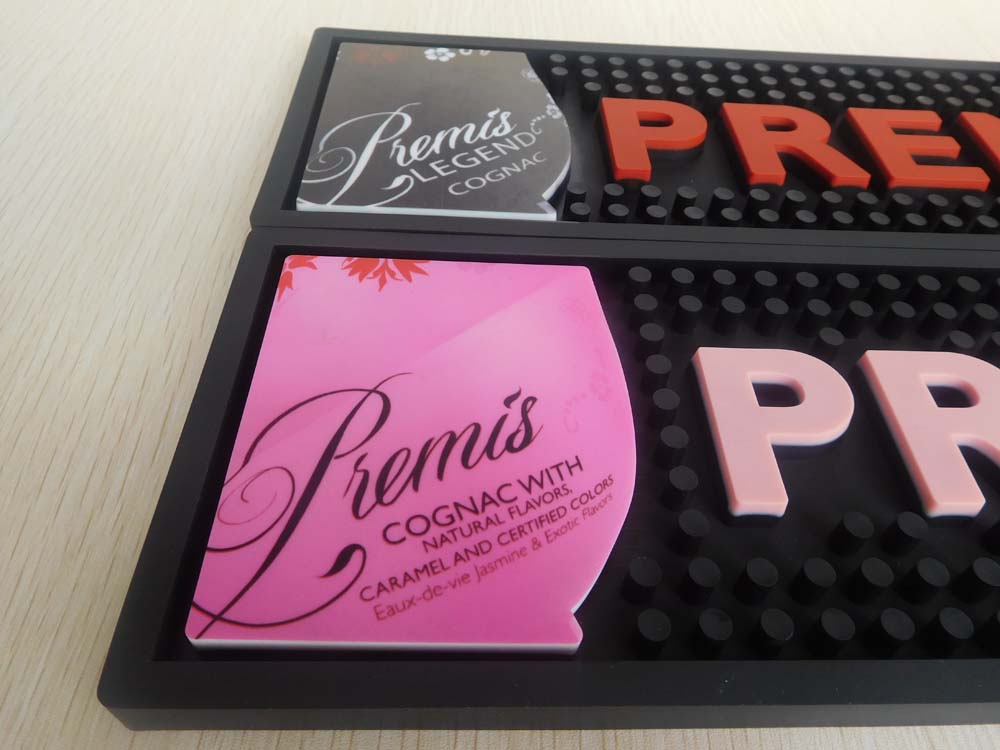 Premis
LEGEND
COGNAC
PREM
Premis
COGNAC WITH
NATURAL FLAVORS,
CARAMEL AND CERTIFIED COLORS
Eaux-de-vie Jasmine & Exotic Flavors
PR